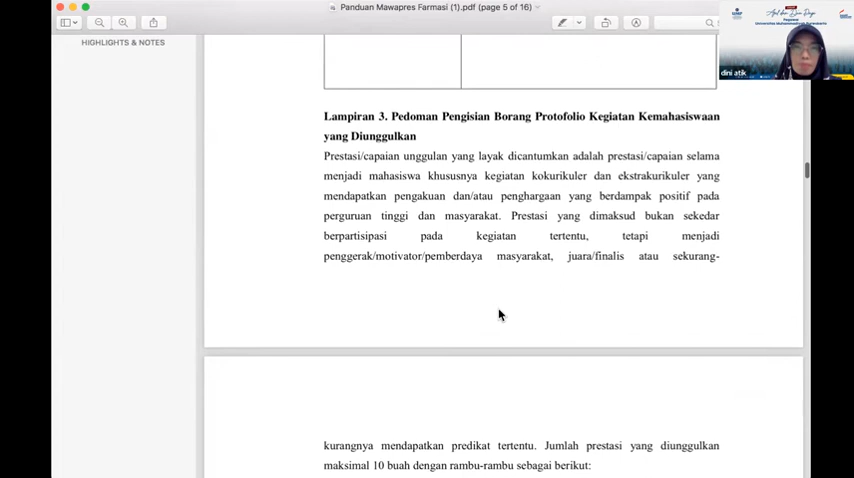 Panduan Mawapres Farmasi (1).pdf (page 5 of 16)
HIGHLIGHTS & NOTES
dini atik
Lampiran 3. Pedoman Pengisian Borang Protofolio Kegiatan Kemahasiswaan
yang Diunggulkan
Prestasi/capaian unggulan yang layak dicantumkan adalah prestasi/capaian selama
menjadi mahasiswa khususnya kegiatan kokurikuler dan ekstrakurikuler yang
mendapatkan pengakuan dan/atau penghargaan yang berdampak positif pada
perguruan tinggi dan masyarakat. Prestasi yang dimaksud bukan sekedar
berpartisipasi pada kegiatan tertentu, tetapi menjadi
penggerak/motivator/pemberdaya masyarakat, juara/finalis atau sekurang-
kurangnya mendapatkan predikat tertentu. Jumlah prestasi yang diunggulkan
maksimal 10 buah dengan rambu-rambu sebagai berikut: